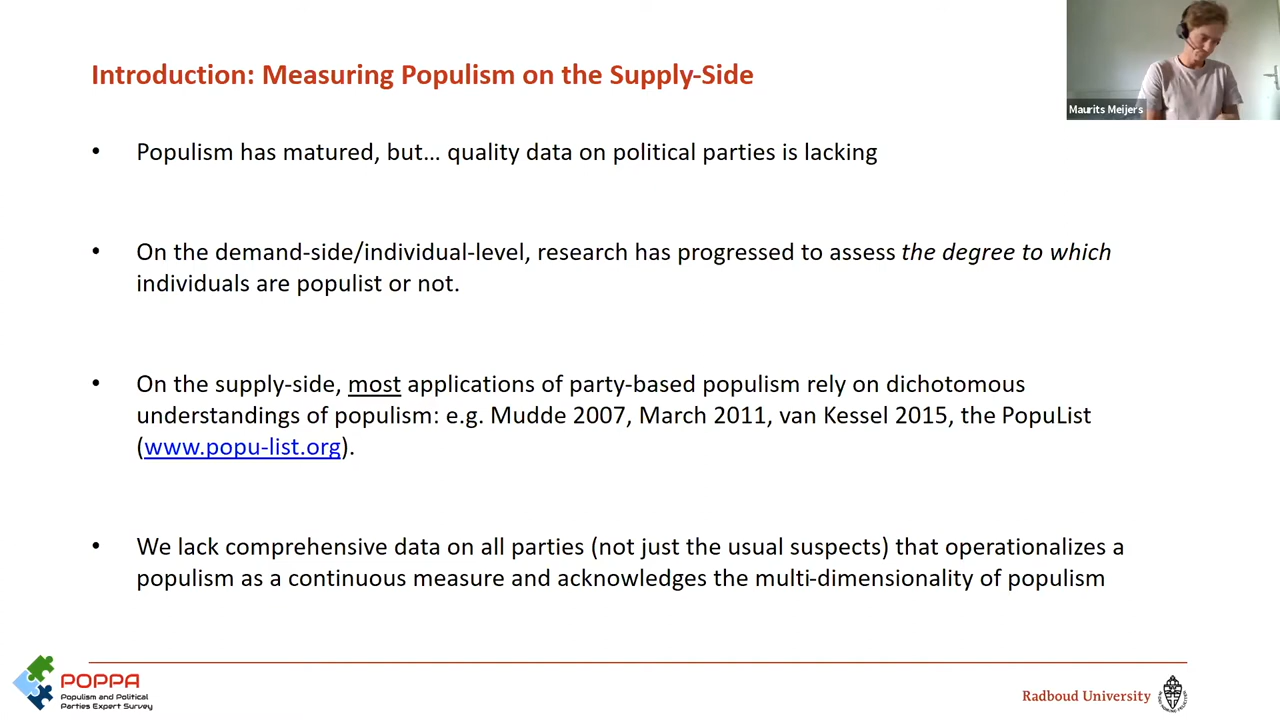 Introduction: Measuring Populism on the Supply-Side
Maurits Meijers
• Populism has matured, but... quality data on political parties is lacking
• On the demand-side/individual-level, research has progressed to assess the degree to which
individuals are populist or not.
• On the supply-side, most applications of party-based populism rely on dichotomous
understandings of populism: e.g. Mudde 2007, March 2011, van Kessel 2015, the PopuList
(www.popu-list.org).
• We lack comprehensive data on all parties (not just the usual suspects) that operationalizes a
populism as a continuous measure and acknowledges the multi-dimensionality of populism
POPPA
Populism and Political
Parties Expert Survey
Radboud University